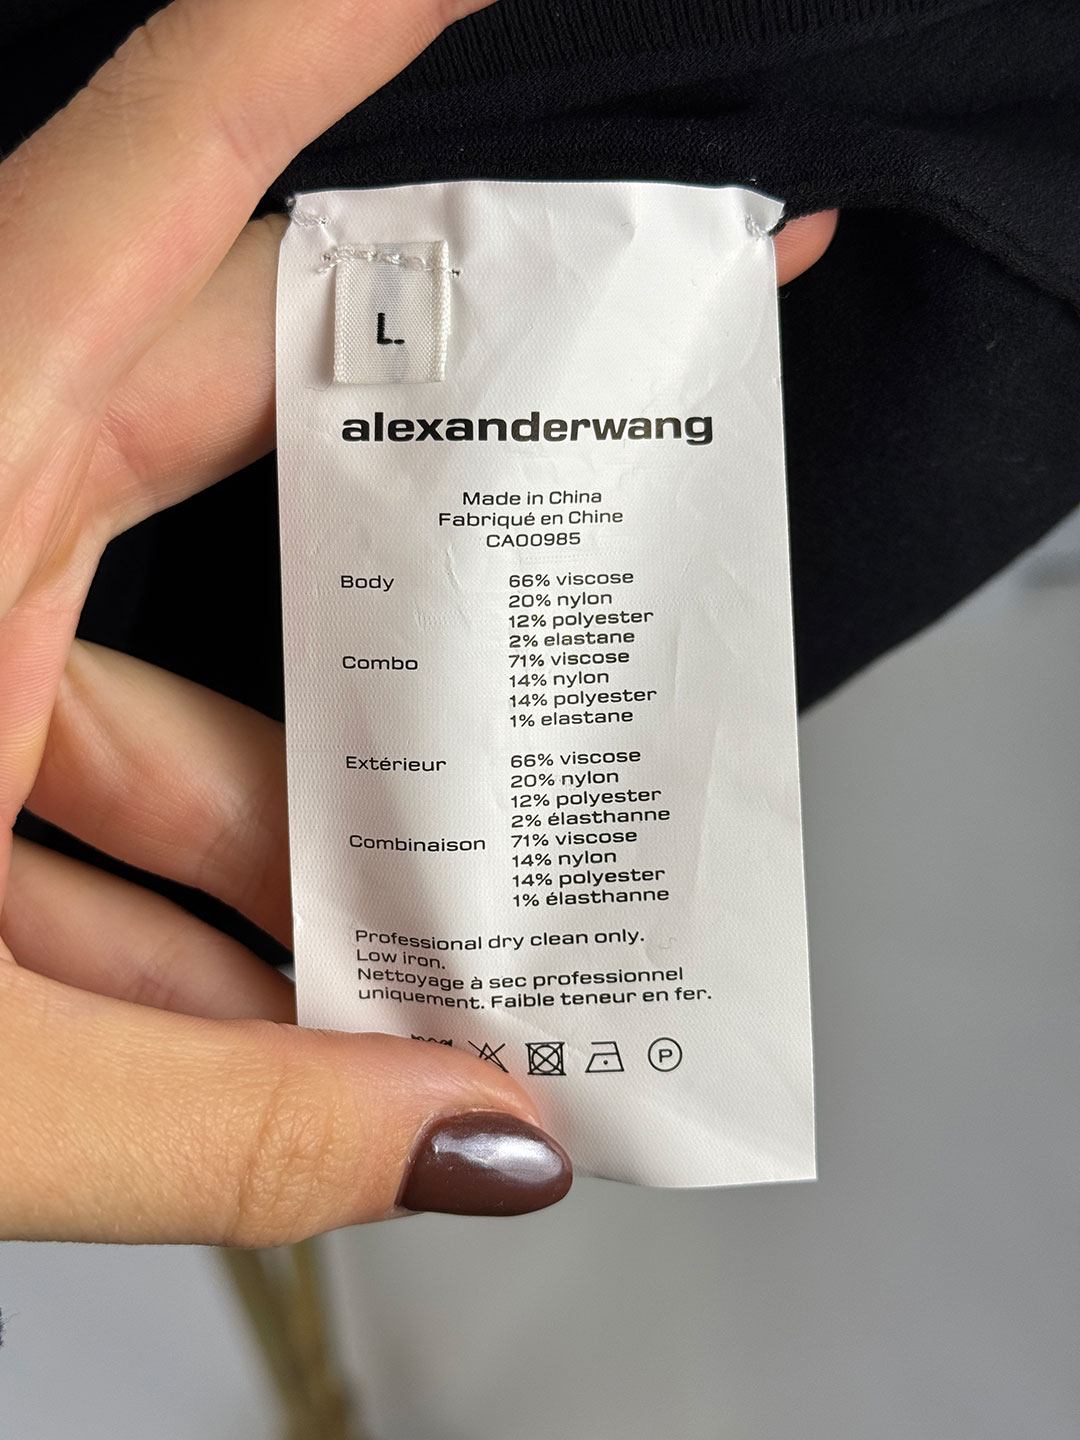 L.
alexanderwang
Made in China
Fabriqué en Chine
CA00985
Body 66% viscose
20% nylon
12% polyester
2% elastane
Combo 71% viscose
14% nylon
14% polyester
1% elastane
Extérieur 66% viscose
20% nylon
12% polyester
2% élasthanne
Combinaison 71% viscose
14% nylon
14% polyester
1% élasthanne
Professional dry clean only.
Low iron.
Nettoyage à sec professionnel
uniquement. Faible teneur en fer.
P